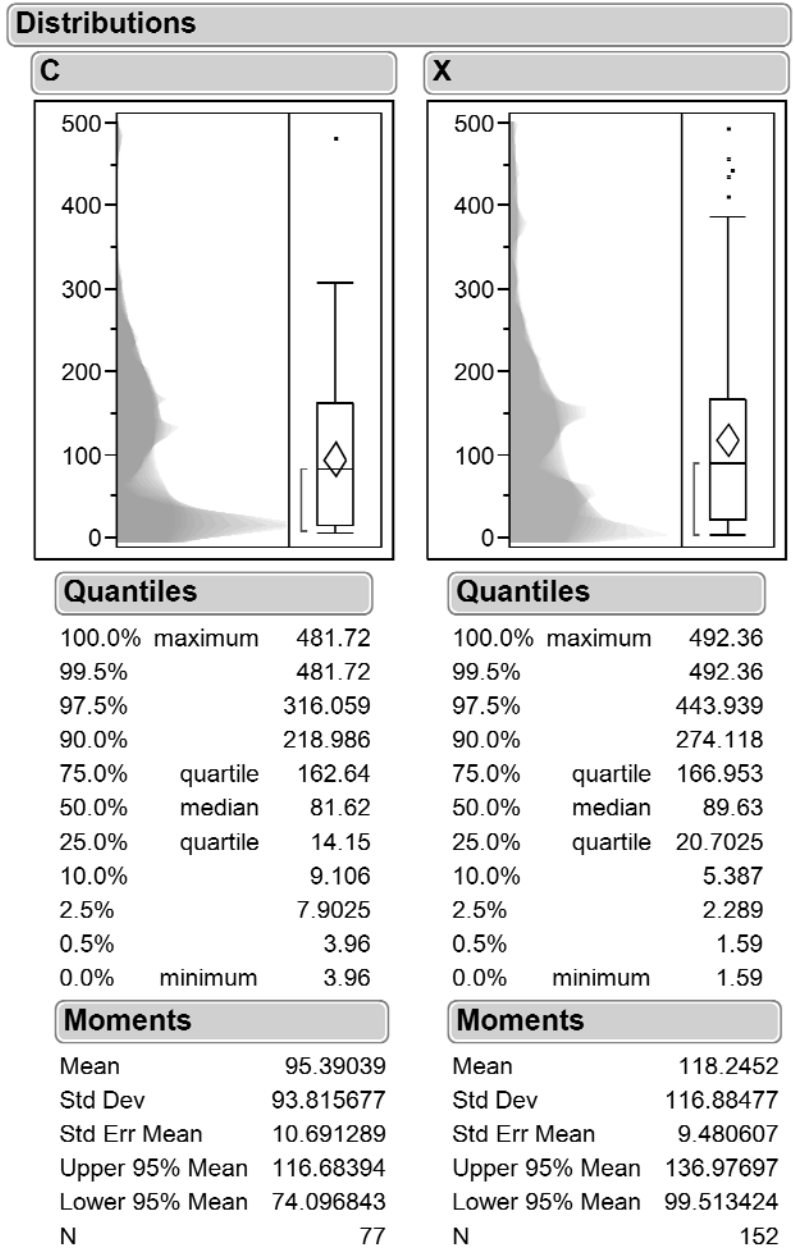 Distributions
C
500
400
300
200
100
0
Quantiles
100.0% maximum 481.72
99.5% 481.72
97.5% 316.059
90.0% 218.986
75.0% quartile 162.64
50.0% median 81.62
25.0% quartile 14.15
10.0% 9.106
2.5% 7.9025
0.5% 3.96
0.0% minimum 3.96
Moments
Mean 95.39039
Std Dev 93.815677
Std Err Mean 10.691289
Upper 95% Mean 116.68394
Lower 95% Mean 74.096843
N 77
X
500
400
300
200
100
0
Quantiles
100.0% maximum 492.36
99.5% 492.36
97.5% 443.939
90.0% 274.118
75.0% quartile 166.953
50.0% median 89.63
25.0% quartile 20.7025
10.0% 5.387
2.5% 2.289
0.5% 1.59
0.0% minimum 1.59
Moments
Mean 118.2452
Std Dev 116.88477
Std Err Mean 9.480607
Upper 95% Mean 136.97697
Lower 95% Mean 99.513424
N 152